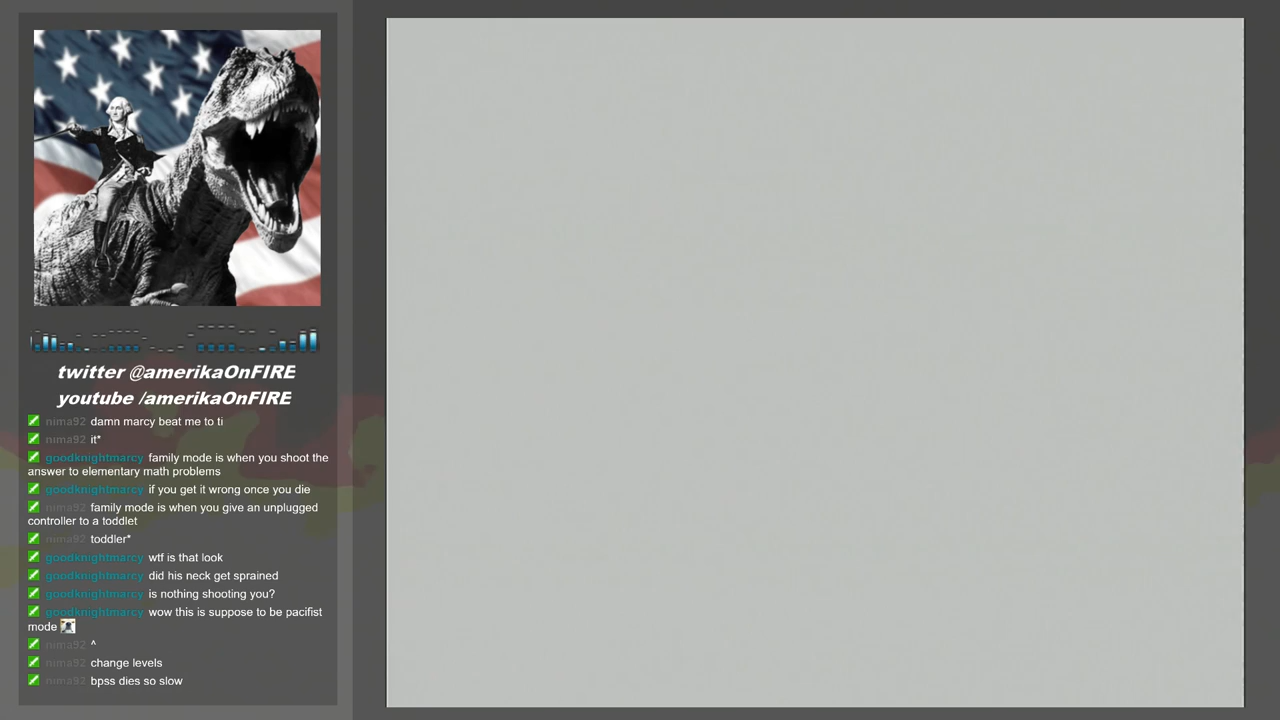 twitter @amerikaOnFIRE
youtube /amerikaOnFIRE
nima92 damn marcy beat me to ti
nima92 it*
goodknightmarcy family mode is when you shoot the
answer to elementary math problems
goodknightmarcy if you get it wrong once you die
nima92 family mode is when you give an unplugged
controller to a toddlet
nima92 toddler*
goodknightmarcy wtf is that look
goodknightmarcy did his neck get sprained
goodknightmarcy is nothing shooting you?
goodknightmarcy wow this is suppose to be pacifist
mode
nima92 ^
nima92 change levels
nima92 bpss dies so slow